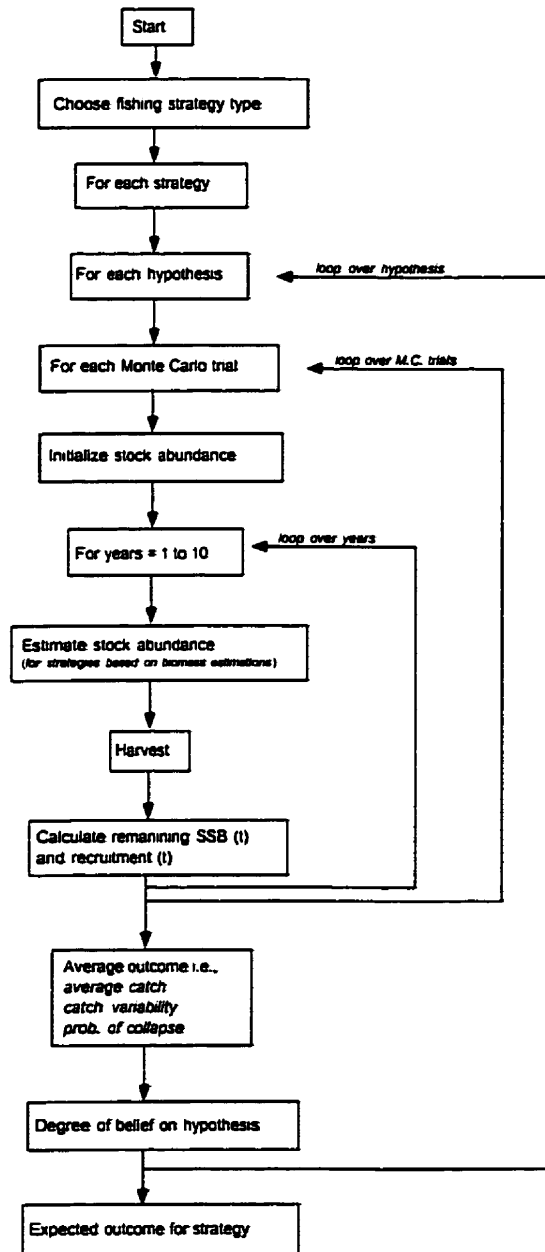 Start
Choose fishing strategy type
For each strategy
For each hypothesis
loop over hypothesis
For each Monte Carlo trial
loop over M.C. trials
Initialize stock abundance
For years = 1 to 10
loop over years
Estimate stock abundance
(for strategies based on biomass estimations)
Harvest
Calculate remaining SSB (t)
and recruitment (t)
Average outcome i.e.,
average catch
catch variability
prob. of collapse
Degree of belief on hypothesis
Expected outcome for strategy